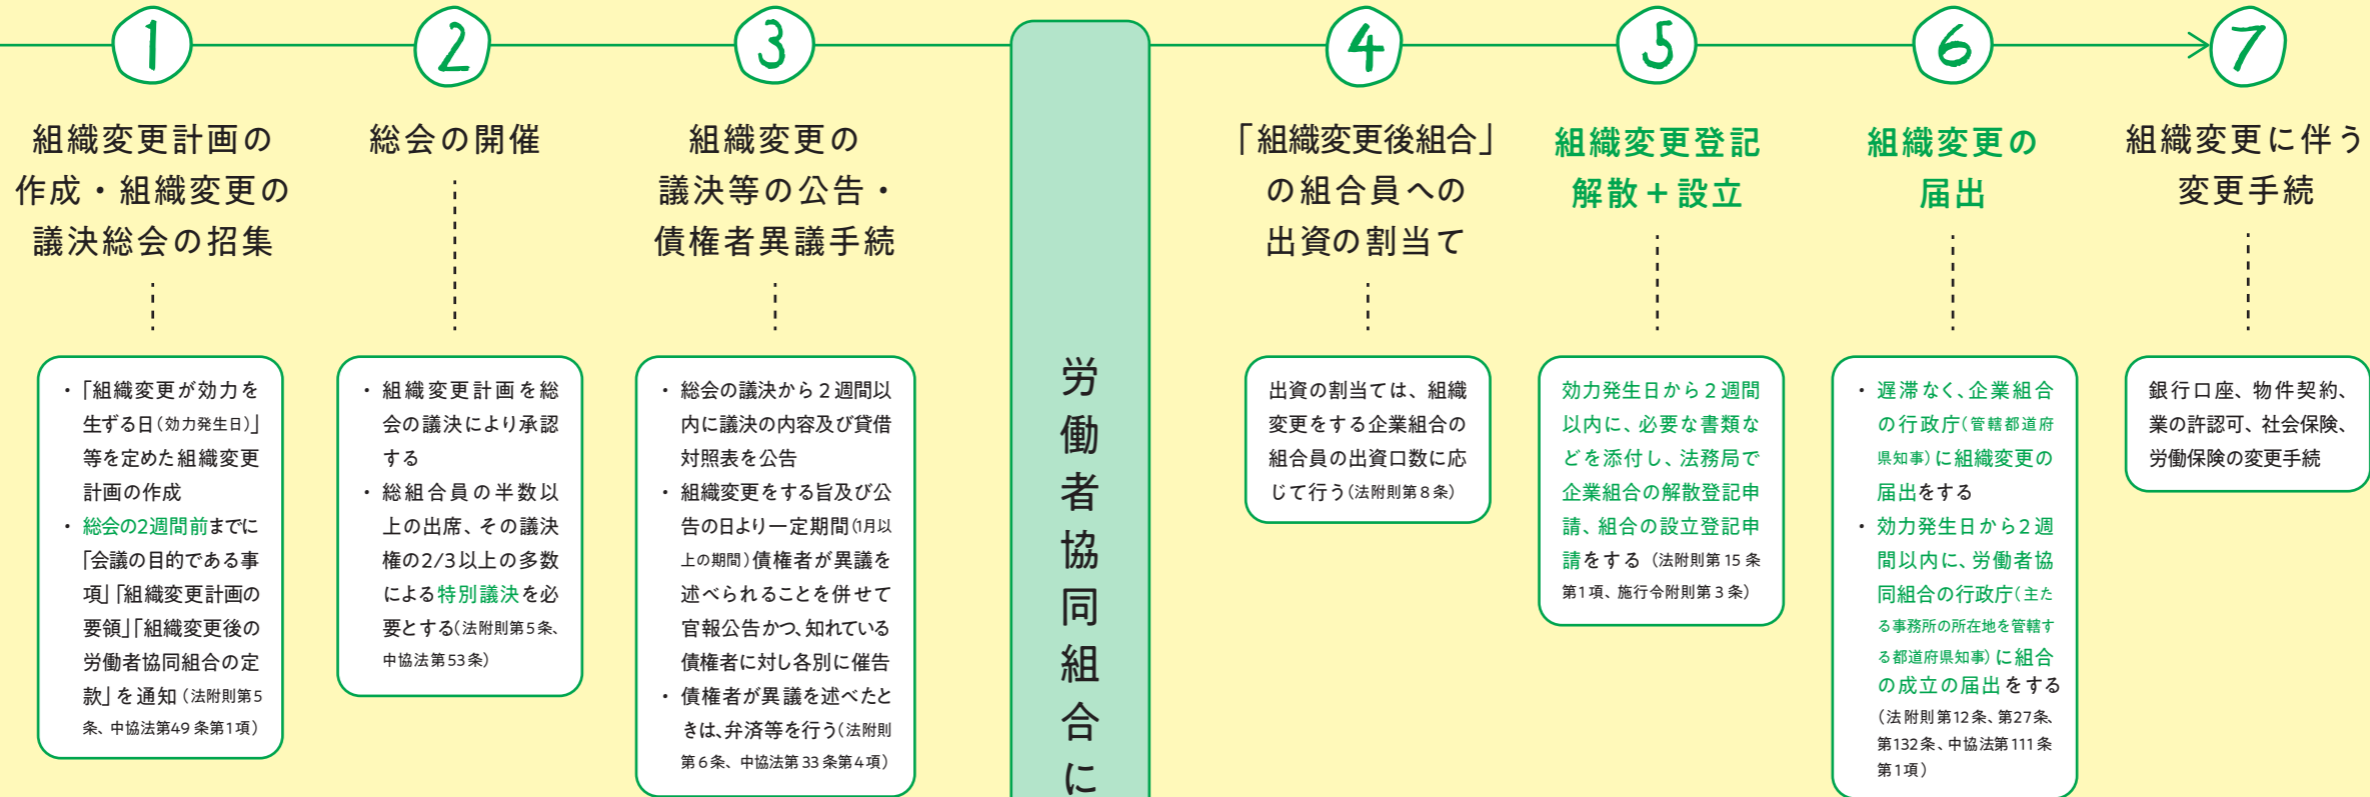 1
組織変更計画の
作成・組織変更の
議決総会の招集
・「組織変更が効力を
生ずる日(効力発生日)」
等を定めた組織変更
計画の作成
・総会の2週間前までに
「会議の目的である事
項」「組織変更計画の
要領」「組織変更後の
労働者協同組合の定
款」を通知(法附則第5
条、中協法第49条第1項)
2
総会の開催
・組織変更計画を総
会の議決により承認
する
・総組合員の半数以
上の出席、その議決
権の2/3以上の多数
による特別議決を必
要とする(法附則第5条、
中協法第53条)
3
組織変更の
議決等の公告・
債権者異議手続
・総会の議決から2週間以
内に議決の内容及び貸借
対照表を公告
・組織変更をする旨及び公
告の日より一定期間(1月以
上の期間)債権者が異議を
述べられることを併せて
官報公告かつ、知れている
債権者に対し各別に催告
・債権者が異議を述べたと
きは、弁済等を行う(法附則
第6条、中協法第33条第4項)
労働者協同組合に
4
「組織変更後組合」
の組合員への
出資の割当て
出資の割当ては、組織
変更をする企業組合の
組合員の出資口数に応
じて行う(法附則第8条)
5
組織変更登記
解散+設立
効力発生日から2週間
以内に、必要な書類な
どを添付し、法務局で
企業組合の解散登記申
請、組合の設立登記申
請をする(法附則第15条
第1項、施行令附則第3条)
6
組織変更の
届出
・遅滞なく、企業組合
の行政庁(管轄都道府
県知事)に組織変更の
届出をする
・効力発生日から2週
間以内に、労働者協
同組合の行政庁(主た
る事務所の所在地を管轄す
る都道府県知事)に組合
の成立の届出をする
(法附則第12条、第27条、
第132条、中協法第111条
第1項)
7
組織変更に伴う
変更手続
銀行口座、物件契約、
業の許認可、社会保険、
労働保険の変更手続